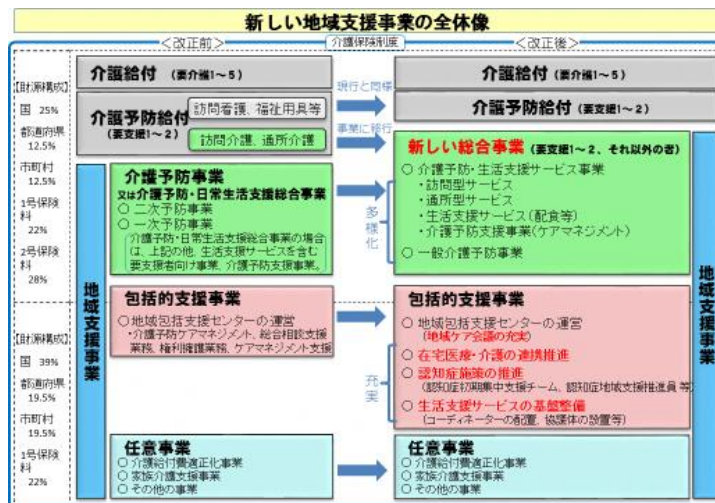 新しい地域支援事業の全体像
<改正前>
介護保険制度
<改正後>
【財源構成】
国 25%
都道府県
12.5%
市町村
12.5%
1号保険
料
22%
2号保険
料
28%
【財源構成】
国 39%
都道府県
19.5%
市町村
19.5%
1号保険
料
22%
介護給付 (要介護1~5)
介護予防給付
(要支援1~2)
訪問看護、福祉用具等
訪問介護、通所介護
地域支援事業
介護予防事業
又は介護予防・日常生活支援総合事業
○ 二次予防事業
○ 一次予防事業
介護予防・日常生活支援総合事業の場合
は、上記の他、生活支援サービスを含む
要支援者向け事業、介護予防支援事業。
包括的支援事業
○ 地域包括支援センターの運営
・介護予防ケアマネジメント、総合相談支援
業務、権利擁護業務、ケアマネジメント支援
任意事業
○ 介護給付費適正化事業
○ 家族介護支援事業
○ その他の事業
現行と同様
事業に移行
多様化
充実
介護給付 (要介護1~5)
介護予防給付 (要支援1~2)
新しい総合事業 (要支援1~2、それ以外の者)
○ 介護予防・生活支援サービス事業
・訪問型サービス
・通所型サービス
・生活支援サービス(配食等)
・介護予防支援事業(ケアマネジメント)
○ 一般介護予防事業
包括的支援事業
○ 地域包括支援センターの運営
(地域ケア会議の充実)
○ 在宅医療・介護の連携推進
○ 認知症施策の推進
(認知症初期集中支援チーム、認知症地域支援推進員 等)
○ 生活支援サービスの基盤整備
(コーディネーターの配置、協議体の設置等)
任意事業
○ 介護給付費適正化事業
○ 家族介護支援事業
○ その他の事業
地域支援事業